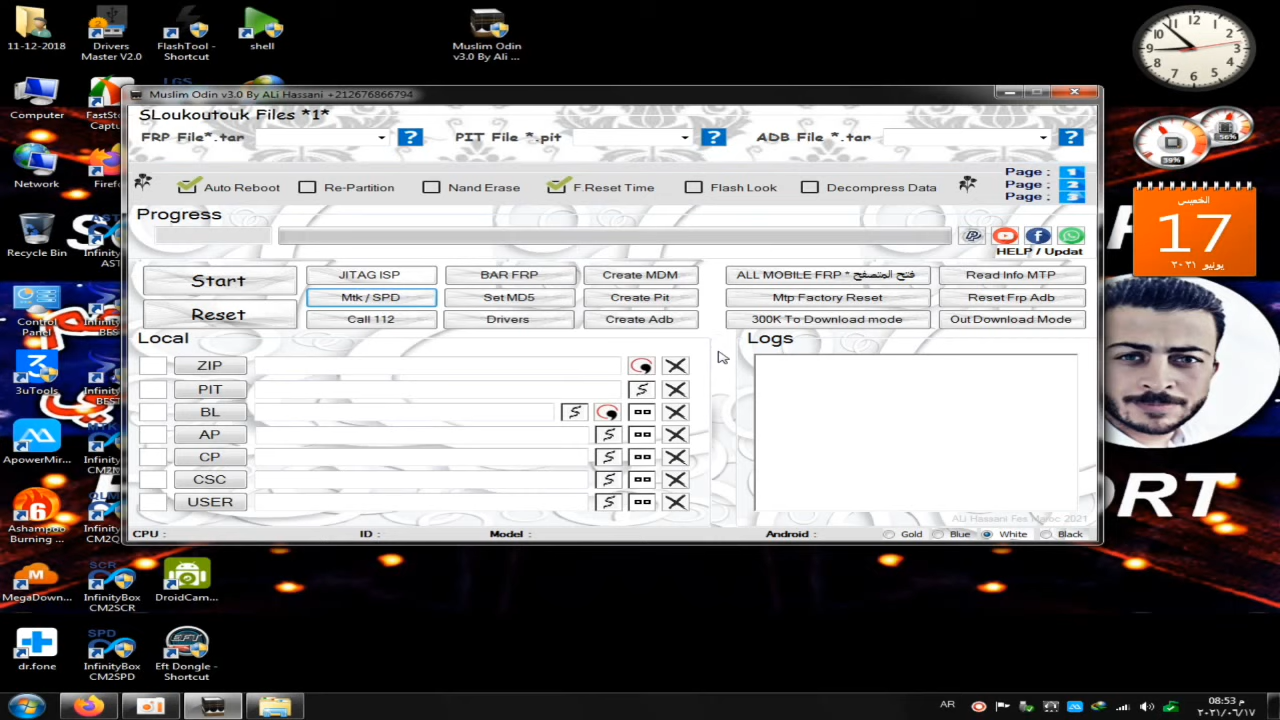 11-12-2018
Drivers Master V2.0
FlashTool - Shortcut
shell
Muslim Odin v3.0 By Ali ...
Computer
Network
Recycle Bin
3uTools
ApowerMir...
Ashampoo Burning ...
MegaDown...
InfinityBox CM2SCR
DroidCam...
dr.fone
InfinityBox CM2SPD
Eft Dongle - Shortcut
Muslim Odin v3.0 By ALi Hassani +212676866794
SLoukoutouk Files *1*
FRP File*.tar
PIT File *.pit
ADB File *.tar
Auto Reboot
Re-Partition
Nand Erase
F.Reset Time
Flash Look
Decompress Data
Page : 1
Page : 2
Page : 3
Progress
HELP / Updat
Start
JITAG ISP
BAR FRP
Create MDM
ALL MOBILE FRP * فتح المتصفح
Read Info MTP
Mtk / SPD
Set MD5
Create Pit
Mtp Factory Reset
Reset Frp Adb
Reset
Call 112
Drivers
Create Adb
300K To Download mode
Out Download Mode
Local
Logs
ZIP
PIT
BL
AP
CP
CSC
USER
ALi Hassani Fes Maroc 2021
CPU :
ID :
Model :
Android :
Gold
Blue
White
Black
39%
56%
الخميس
17
يونيو ٢٠٢١
ORT
AR
08:53 م
٢٠٢١/٠٦/١٧